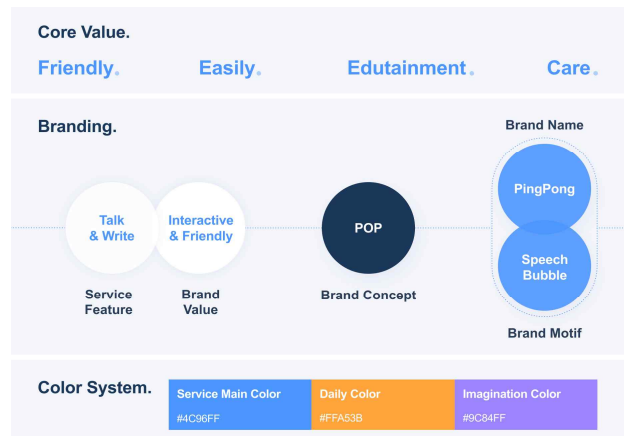 Core Value.
Friendly.
Easily.
Edutainment.
Care.
Branding.
Brand Name
Talk
& Write
Interactive
& Friendly
POP
PingPong
Speech
Bubble
Service
Feature
Brand
Value
Brand Concept
Brand Motif
Color System.
Service Main Color
#4C96FF
Daily Color
#FFA53B
Imagination Color
#9C84FF